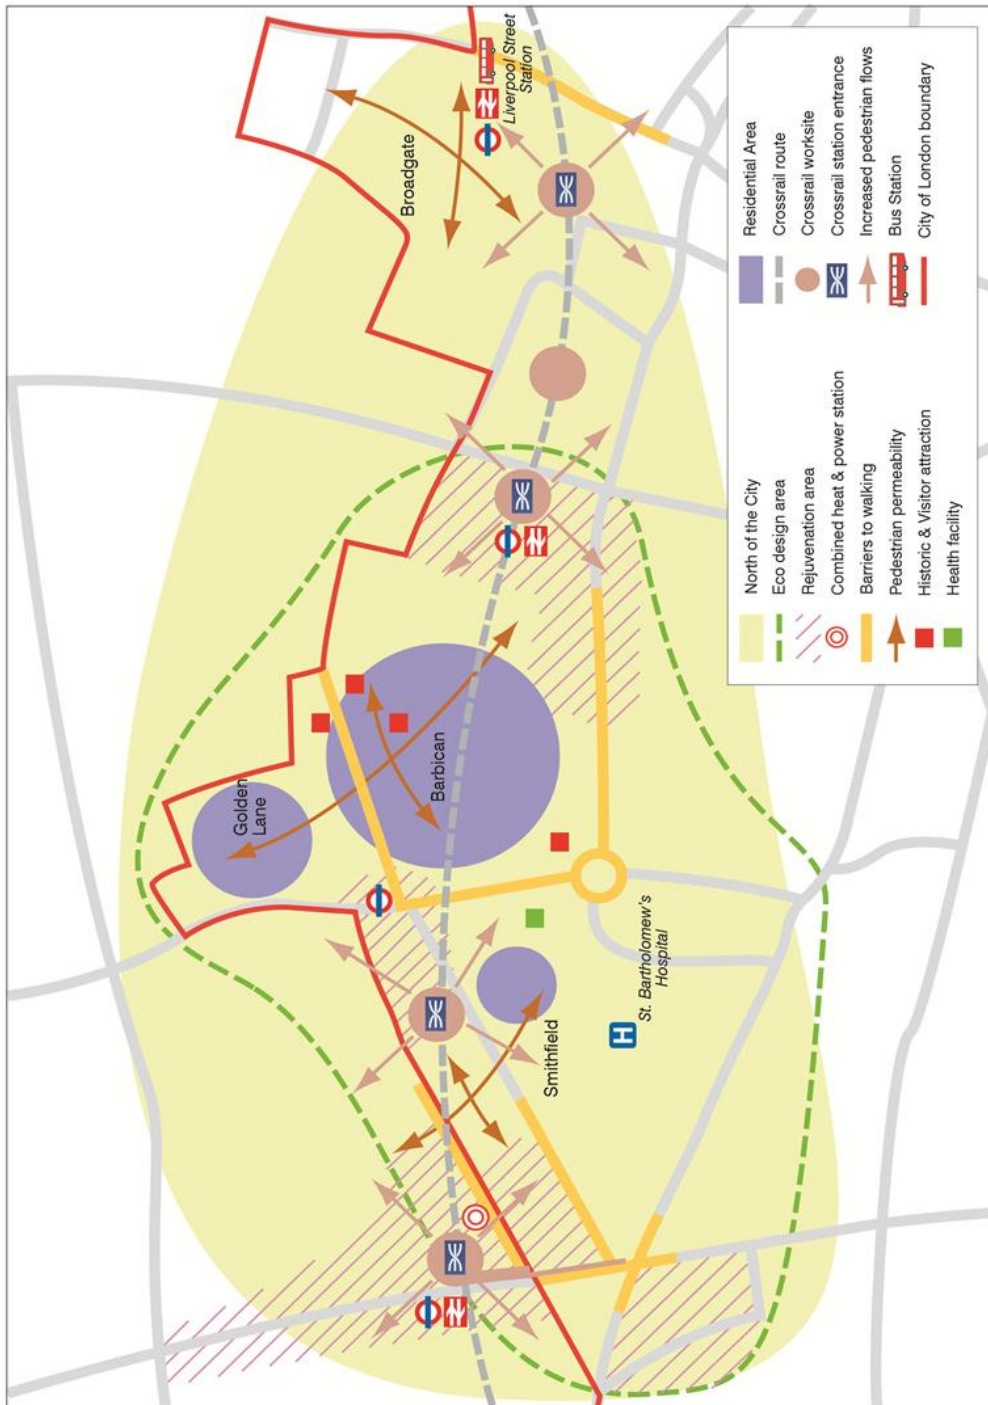 Broadgate
Liverpool Street
Station
Golden
Lane
Barbican
Smithfield
St. Bartholomew's
Hospital
H
North of the City
Eco design area
Rejuvenation area
Combined heat & power station
Barriers to walking
Pedestrian permeability
Historic & Visitor attraction
Health facility
Residential Area
Crossrail route
Crossrail worksite
Crossrail station entrance
Increased pedestrian flows
Bus Station
City of London boundary